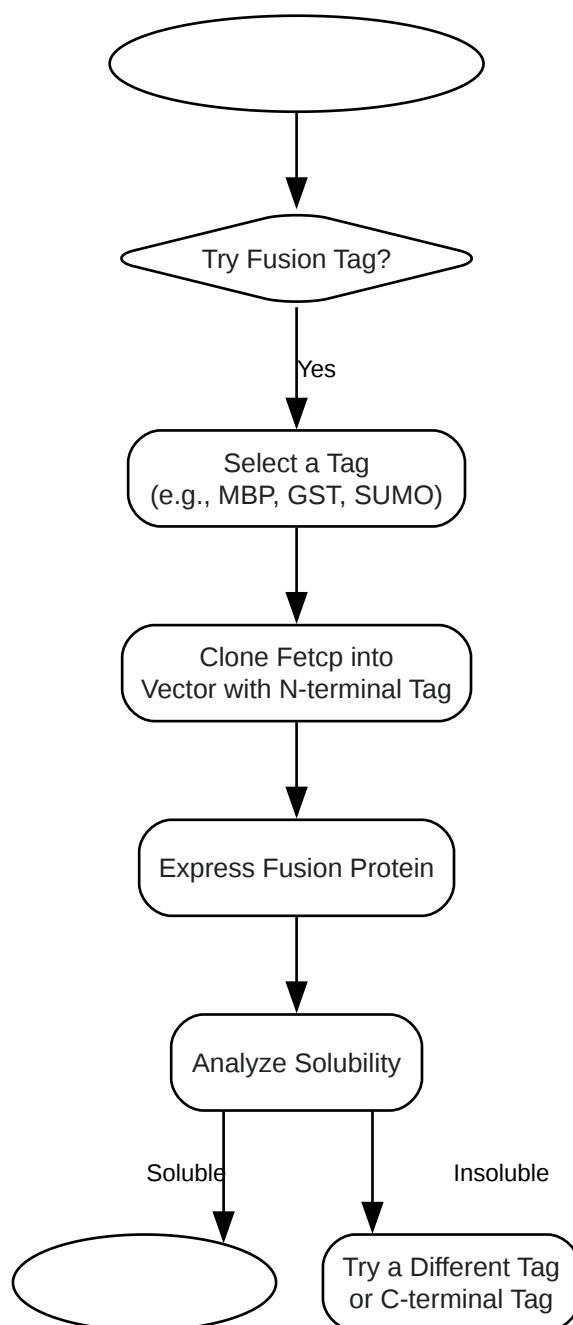 Try Fusion Tag?
Yes
Select a Tag
(e.g., MBP, GST, SUMO)
Clone Fetcp into
Vector with N-terminal Tag
Express Fusion Protein
Analyze Solubility
Soluble
Insoluble
Try a Different Tag
or C-terminal Tag